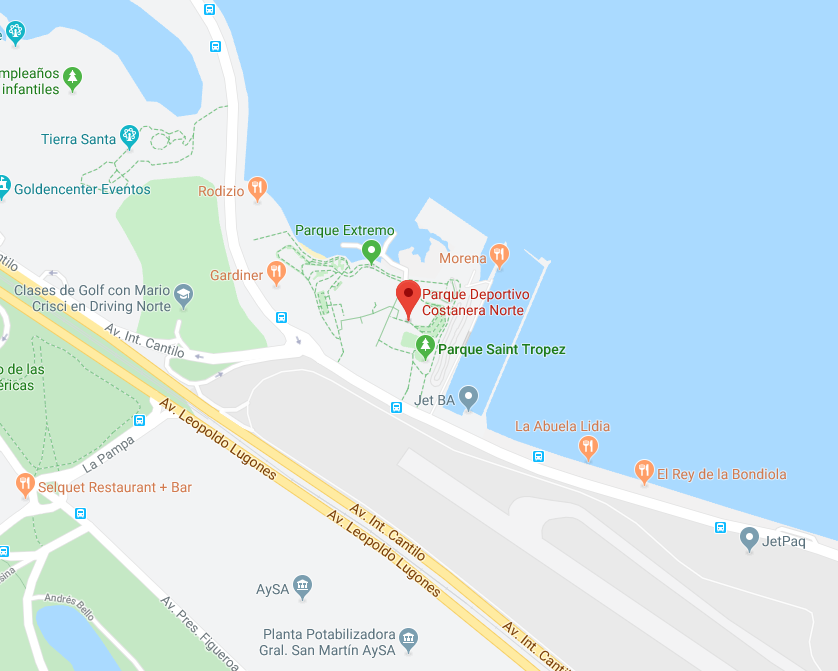 mpleaños
infantiles
Tierra Santa
Goldencenter Eventos
Rodizio
Parque Extremo
Morena
Gardiner
Parque Deportivo
Costanera Norte
Clases de Golf con Mario
Crisci en Driving Norte
ntilo
Av. Int. Cantilo
Parque Saint Tropez
o de las
éricas
Jet BA
Av. Leopoldo Lugones
La Abuela Lidia
La Pampa
El Rey de la Bondiola
Selquet Restaurant + Bar
Av. Int. Cantilo
Av. Leopoldo Lugones
JetPaq
AySA
Andrés Bello
Av. Pres. Figueroa
Av. Int. Canti
Planta Potabilizadora
Gral. San Martín AySA